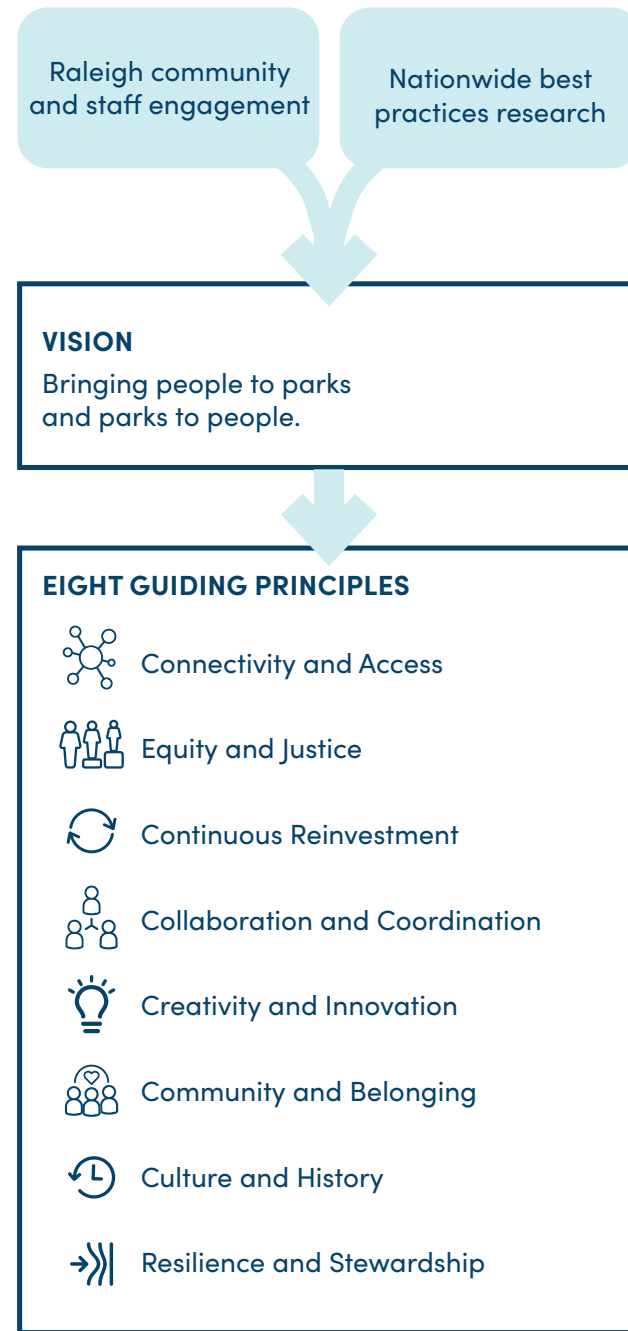 Raleigh community
and staff engagement
Nationwide best
practices research
VISION
Bringing people to parks
and parks to people.
EIGHT GUIDING PRINCIPLES
Connectivity and Access
Equity and Justice
Continuous Reinvestment
Collaboration and Coordination
Creativity and Innovation
Community and Belonging
Culture and History
Resilience and Stewardship